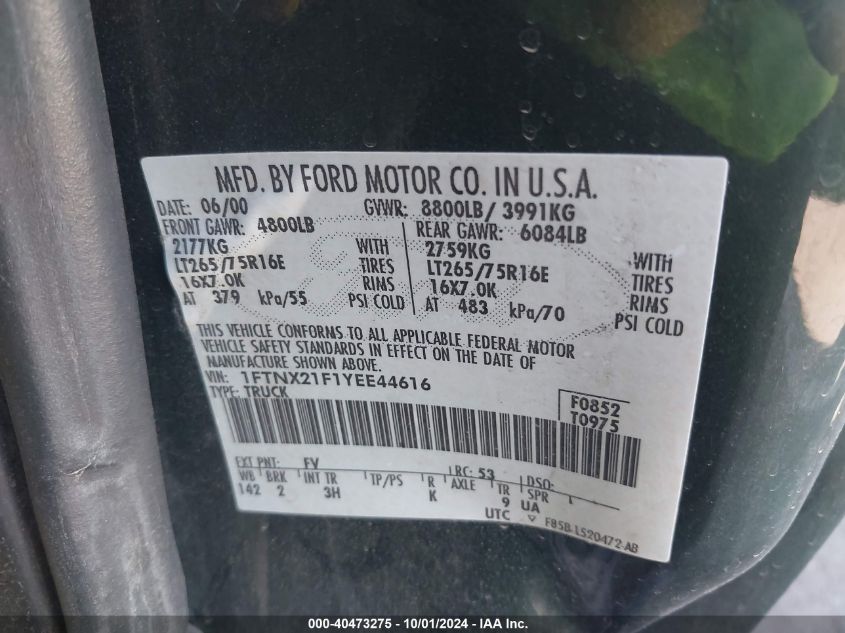 MFD. BY FORD MOTOR CO. IN U.S.A.
DATE: 06/00 GVWR: 8800LB/ 3991KG
FRONT GAWR: 4800LB REAR GAWR: 6084LB
2177KG WITH 2759KG WITH
LT265/75R16E TIRES LT265/75R16E TIRES
16X7.0K RIMS 16X7.0K RIMS
AT 379 kPa/55 PSI COLD AT 483 kPa/70 PSI COLD
THIS VEHICLE CONFORMS TO ALL APPLICABLE FEDERAL MOTOR
VEHICLE SAFETY STANDARDS IN EFFECT ON THE DATE OF
MANUFACTURE SHOWN ABOVE.
VIN: 1FTNX21F1YEE44616
TYPE: TRUCK
F0852
T0975
EXT PNT: FV RC: 53 DSO:
WB BRK INT TR TP/PS R AXLE TR SPR
142 2 3H K 9 UA
UTC F85B-1520472-AB
000-40473275 - 10/01/2024 - IAA Inc.